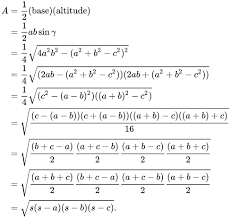 A = 1/2 (base)(altitude)
= 1/2 ab sin γ
= 1/4 √(4a²b² − (a² + b² − c²)²)
= 1/4 √((2ab − (a² + b² − c²))(2ab + (a² + b² − c²)))
= 1/4 √((c² − (a − b)²)((a + b)² − c²))
= √((c − (a − b))(c + (a − b))((a + b) − c)((a + b) + c)/16)
= √((b + c − a)/2 (a + c − b)/2 (a + b − c)/2 (a + b + c)/2)
= √((a + b + c)/2 (b + c − a)/2 (a + c − b)/2 (a + b − c)/2)
= √(s(s − a)(s − b)(s − c)).